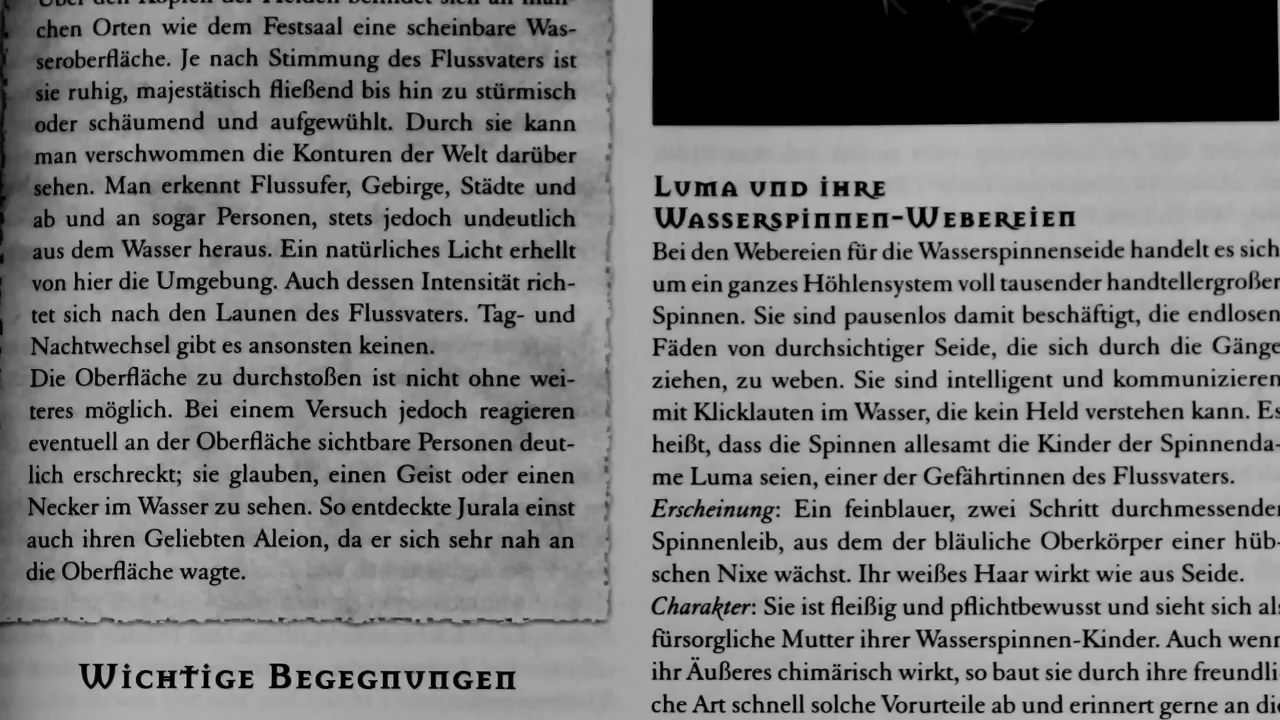 Über den Köpfen der Helden befindet sich an man-
chen Orten wie dem Festsaal eine scheinbare Was-
seroberfläche. Je nach Stimmung des Flussvaters ist
sie ruhig, majestätisch fließend bis hin zu stürmisch
oder schäumend und aufgewühlt. Durch sie kann
man verschwommen die Konturen der Welt darüber
sehen. Man erkennt Flussufer, Gebirge, Städte und
ab und an sogar Personen, stets jedoch undeutlich
aus dem Wasser heraus. Ein natürliches Licht erhellt
von hier die Umgebung. Auch dessen Intensität rich-
tet sich nach den Launen des Flussvaters. Tag- und
Nachtwechsel gibt es ansonsten keinen.
Die Oberfläche zu durchstoßen ist nicht ohne wei-
teres möglich. Bei einem Versuch jedoch reagieren
eventuell an der Oberfläche sichtbare Personen deut-
lich erschreckt; sie glauben, einen Geist oder einen
Necker im Wasser zu sehen. So entdeckte Jurala einst
auch ihren Geliebten Aleion, da er sich sehr nah an
die Oberfläche wagte.
Wichtige Begegnungen
Luma und ihre
Wasserspinnen-Webereien
Bei den Webereien für die Wasserspinnenseide handelt es sich
um ein ganzes Höhlensystem voll tausender handtellergroßer
Spinnen. Sie sind pausenlos damit beschäftigt, die endlosen
Fäden von durchsichtiger Seide, die sich durch die Gänge
ziehen, zu weben. Sie sind intelligent und kommunizieren
mit Klicklauten im Wasser, die kein Held verstehen kann. Es
heißt, dass die Spinnen allesamt die Kinder der Spinnenda-
me Luma seien, einer der Gefährtinnen des Flussvaters.
Erscheinung: Ein feinblauer, zwei Schritt durchmessender
Spinnenleib, aus dem der bläuliche Oberkörper einer hüb-
schen Nixe wächst. Ihr weißes Haar wirkt wie aus Seide.
Charakter: Sie ist fleißig und pflichtbewusst und sieht sich als
fürsorgliche Mutter ihrer Wasserspinnen-Kinder. Auch wenn
ihr Äußeres chimärisch wirkt, so baut sie durch ihre freundli-
che Art schnell solche Vorurteile ab und erinnert gerne an die